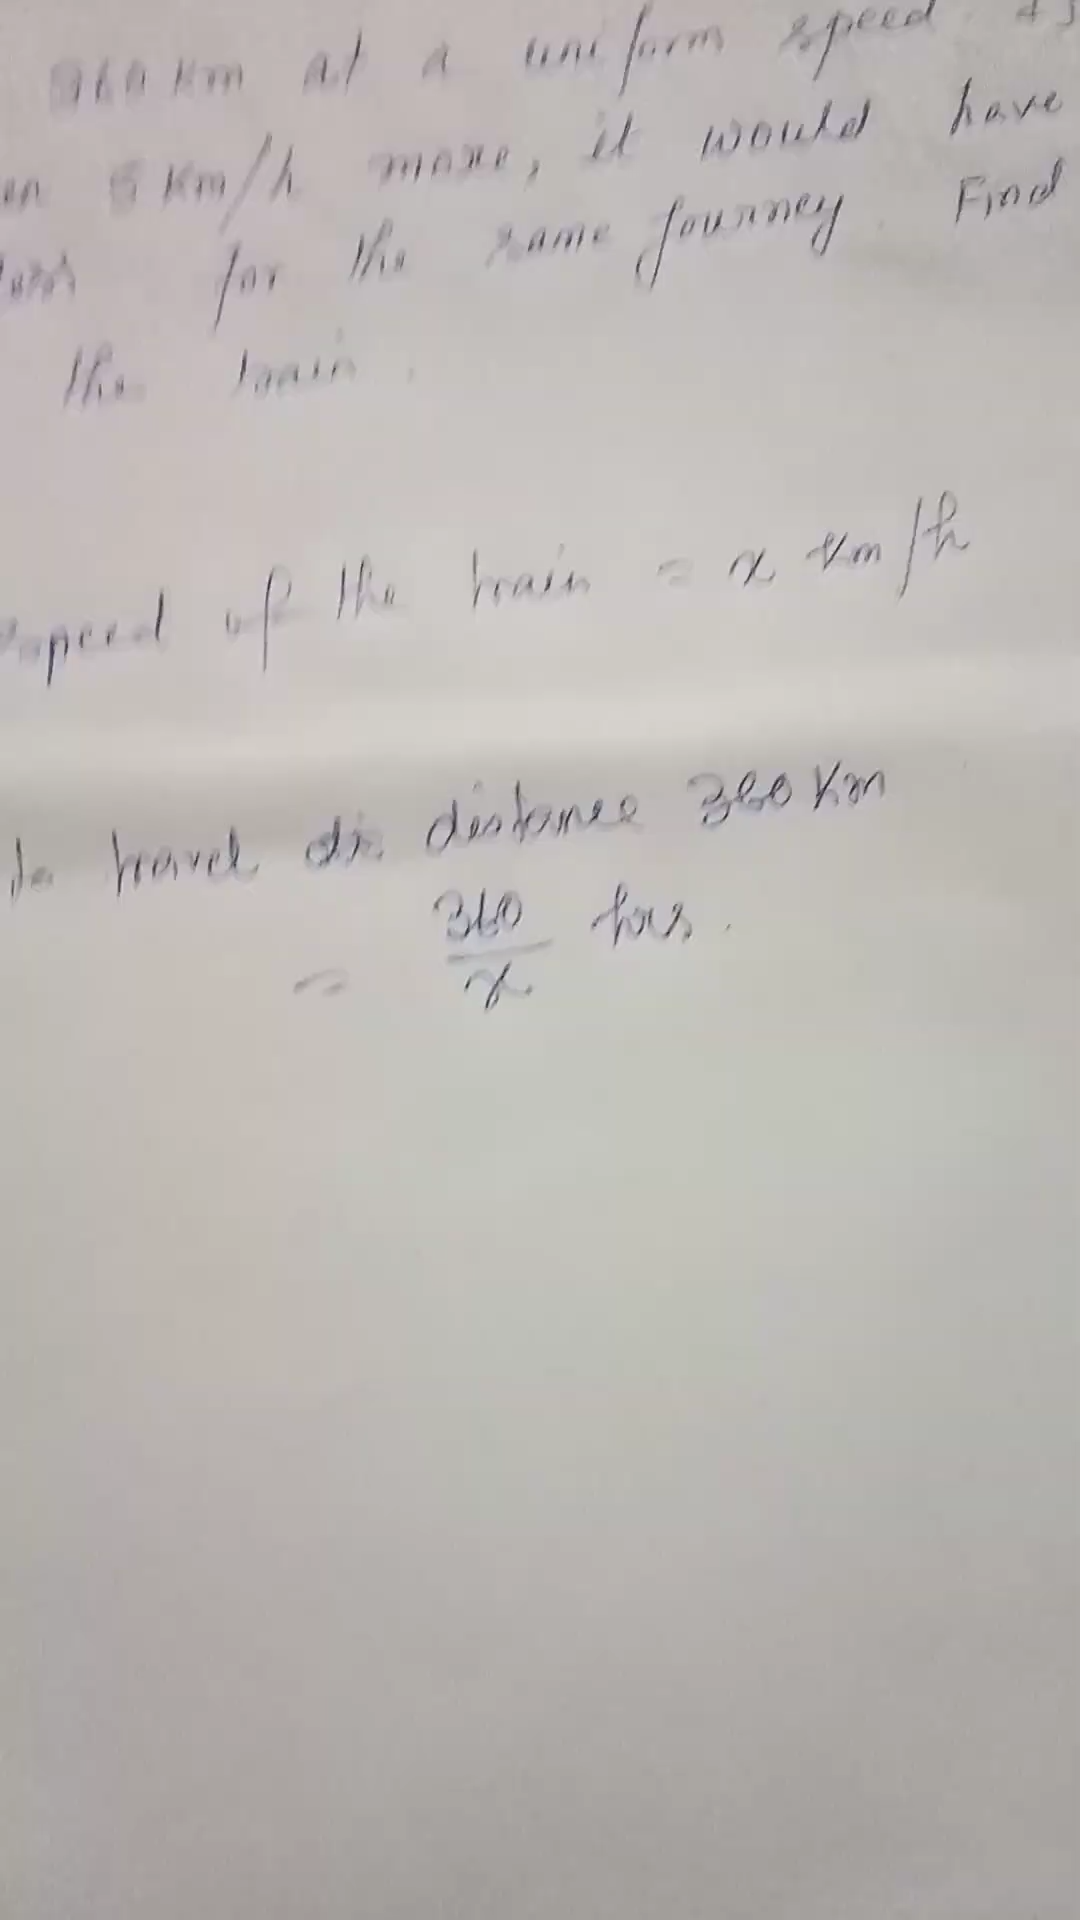 360 km at a uniform speed. If
5 km/h more, it would have
for the same journey. Find
the train.
speed of the train = x km/h
to travel dis distance 360 km
= 360/x hrs.